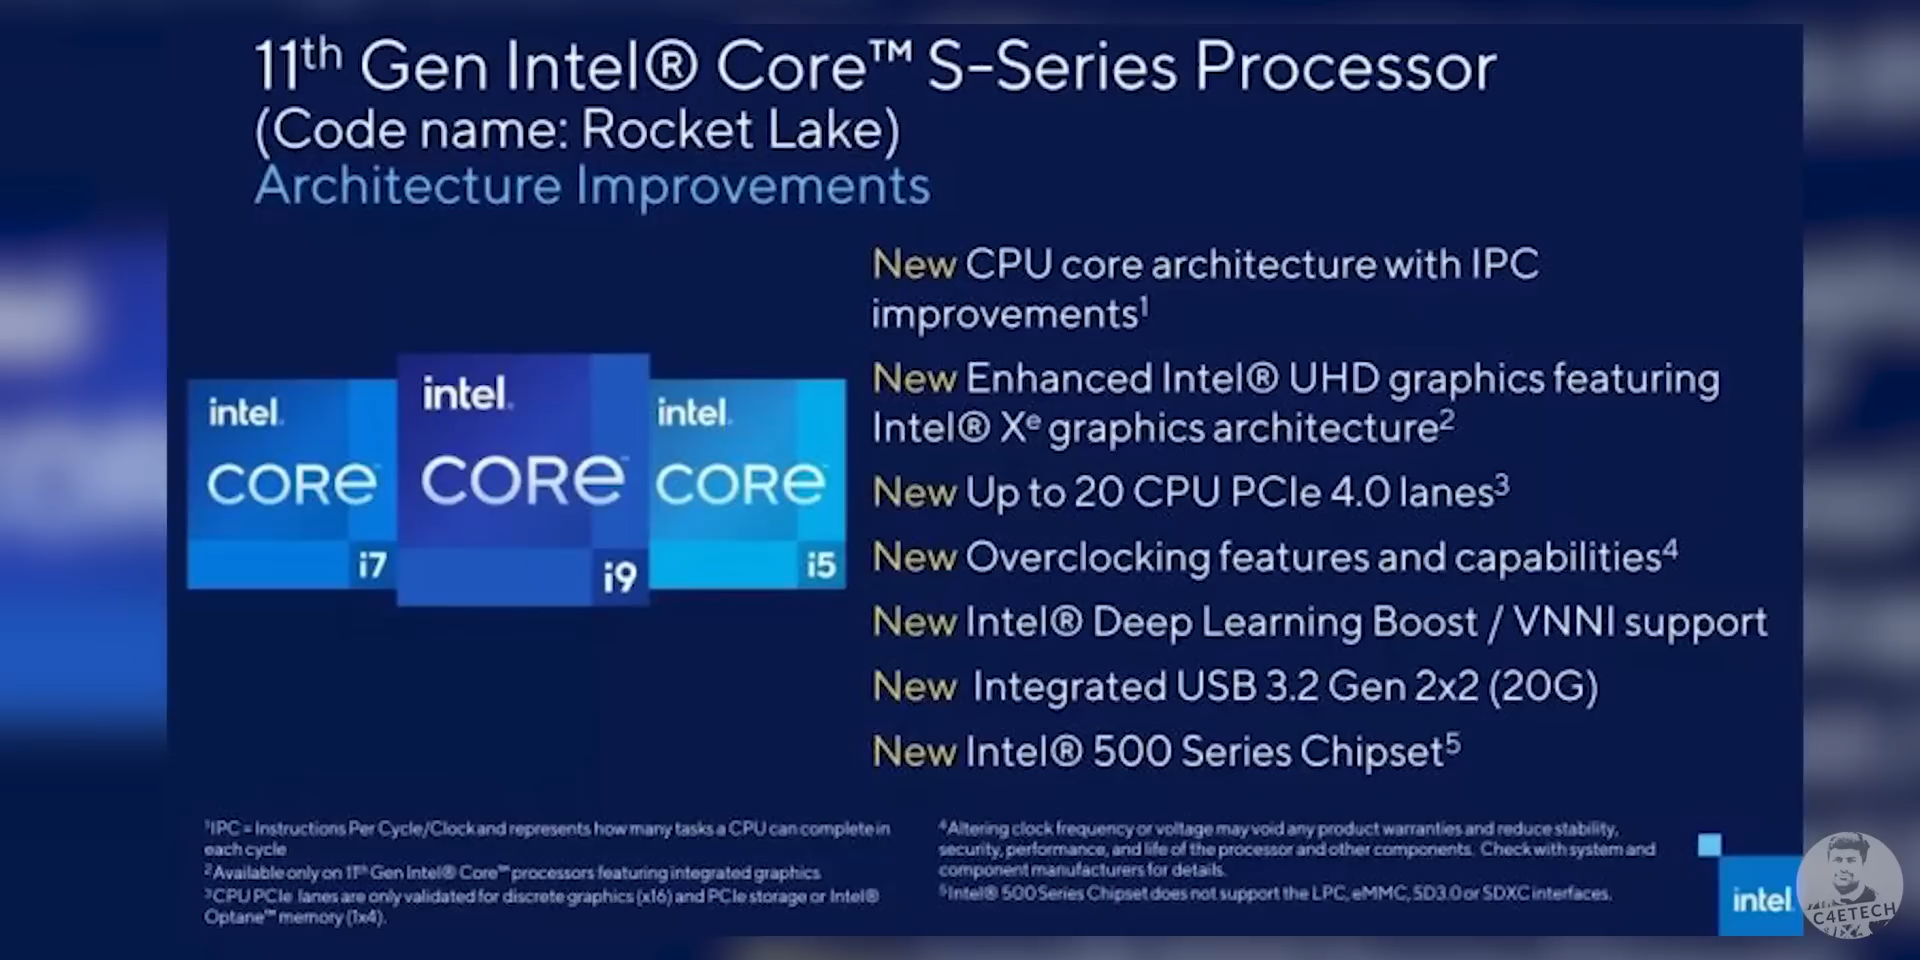 11th Gen Intel® Core™ S-Series Processor
(Code name: Rocket Lake)
Architecture Improvements
New CPU core architecture with IPC
improvements¹
New Enhanced Intel® UHD graphics featuring
Intel® Xᵉ graphics architecture²
New Up to 20 CPU PCIe 4.0 lanes³
New Overclocking features and capabilities⁴
New Intel® Deep Learning Boost / VNNI support
New Integrated USB 3.2 Gen 2x2 (20G)
New Intel® 500 Series Chipset⁵
intel.
CORe™
i7
intel.
CORe™
i9
intel.
CORe™
i5
¹IPC = Instructions Per Cycle/Clock and represents how many tasks a CPU can complete in
each cycle
²Available only on 11th Gen Intel® Core™ processors featuring integrated graphics
³CPU PCIe lanes are only validated for discrete graphics (x16) and PCIe storage or Intel®
Optane™ memory (1x4).
⁴Altering clock frequency or voltage may void any product warranties and reduce stability,
security, performance, and life of the processor and other components. Check with system and
component manufacturers for details.
⁵Intel® 500 Series Chipset does not support the LPC, eMMC, SD3.0 or SDXC interfaces.
intel
C4ETECH